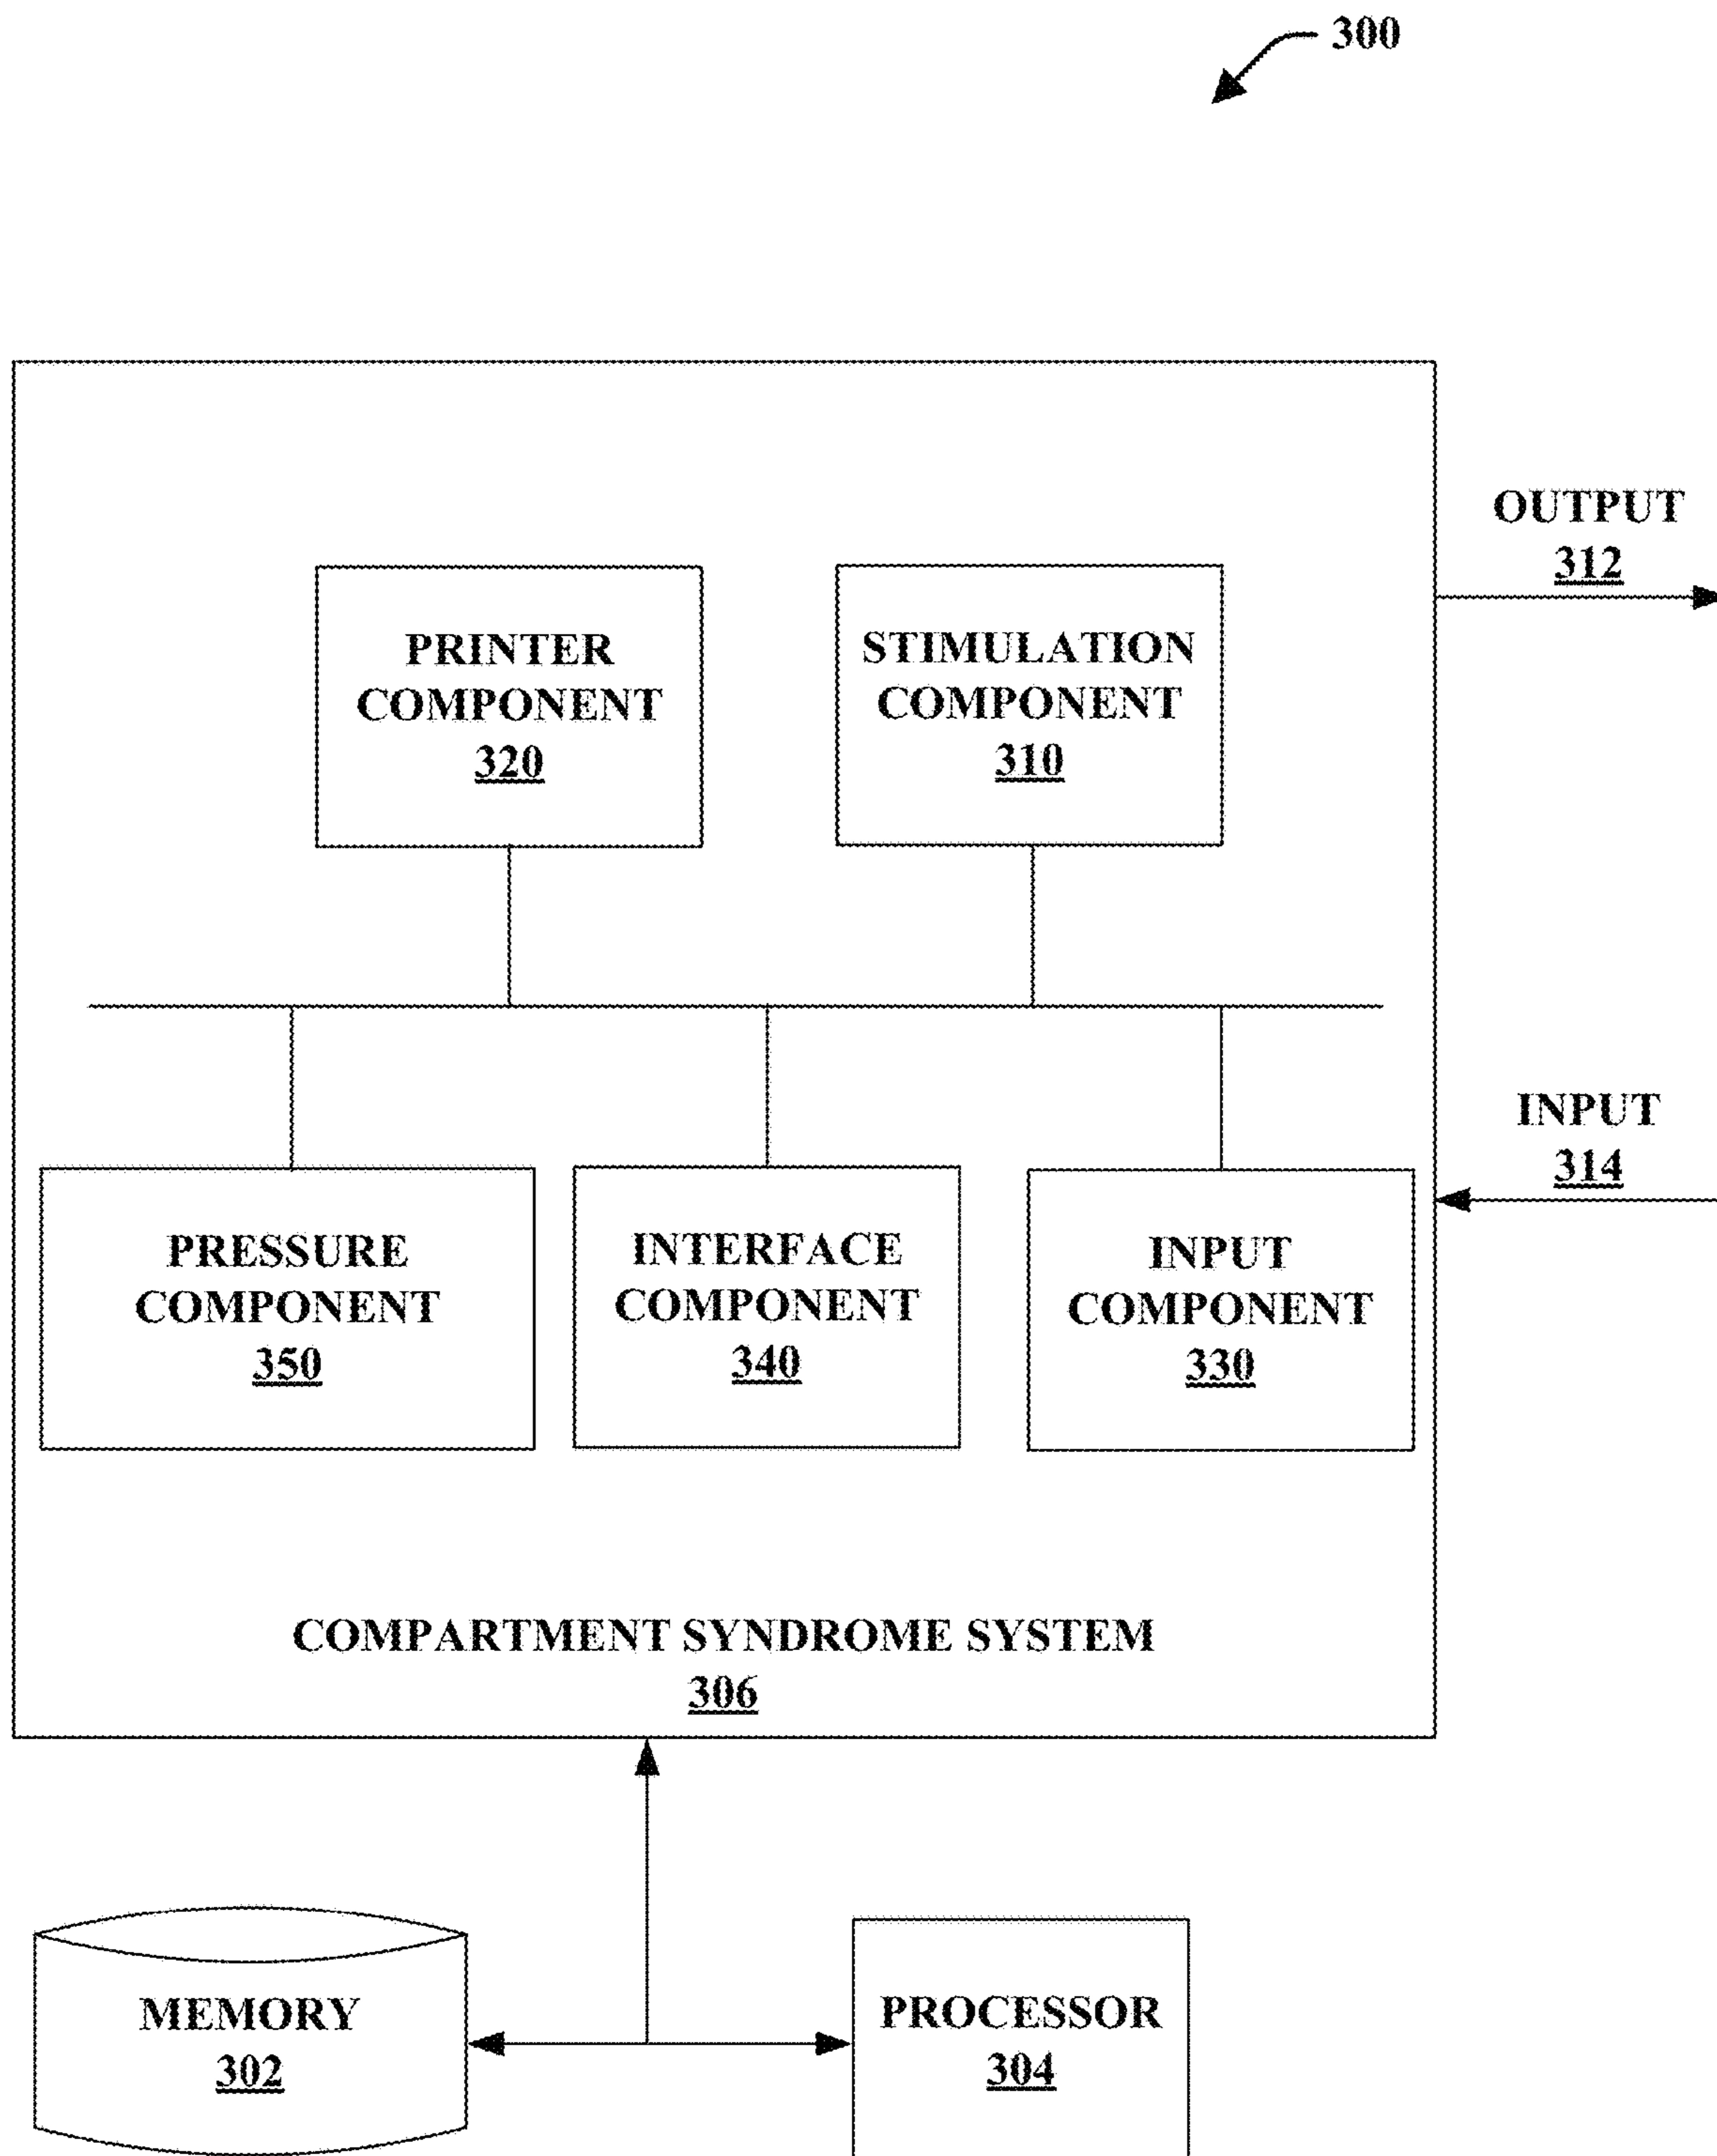 300
OUTPUT
312
PRINTER
COMPONENT
320
STIMULATION
COMPONENT
310
INPUT
314
PRESSURE
COMPONENT
350
INTERFACE
COMPONENT
340
INPUT
COMPONENT
330
COMPARTMENT SYNDROME SYSTEM
306
MEMORY
302
PROCESSOR
304